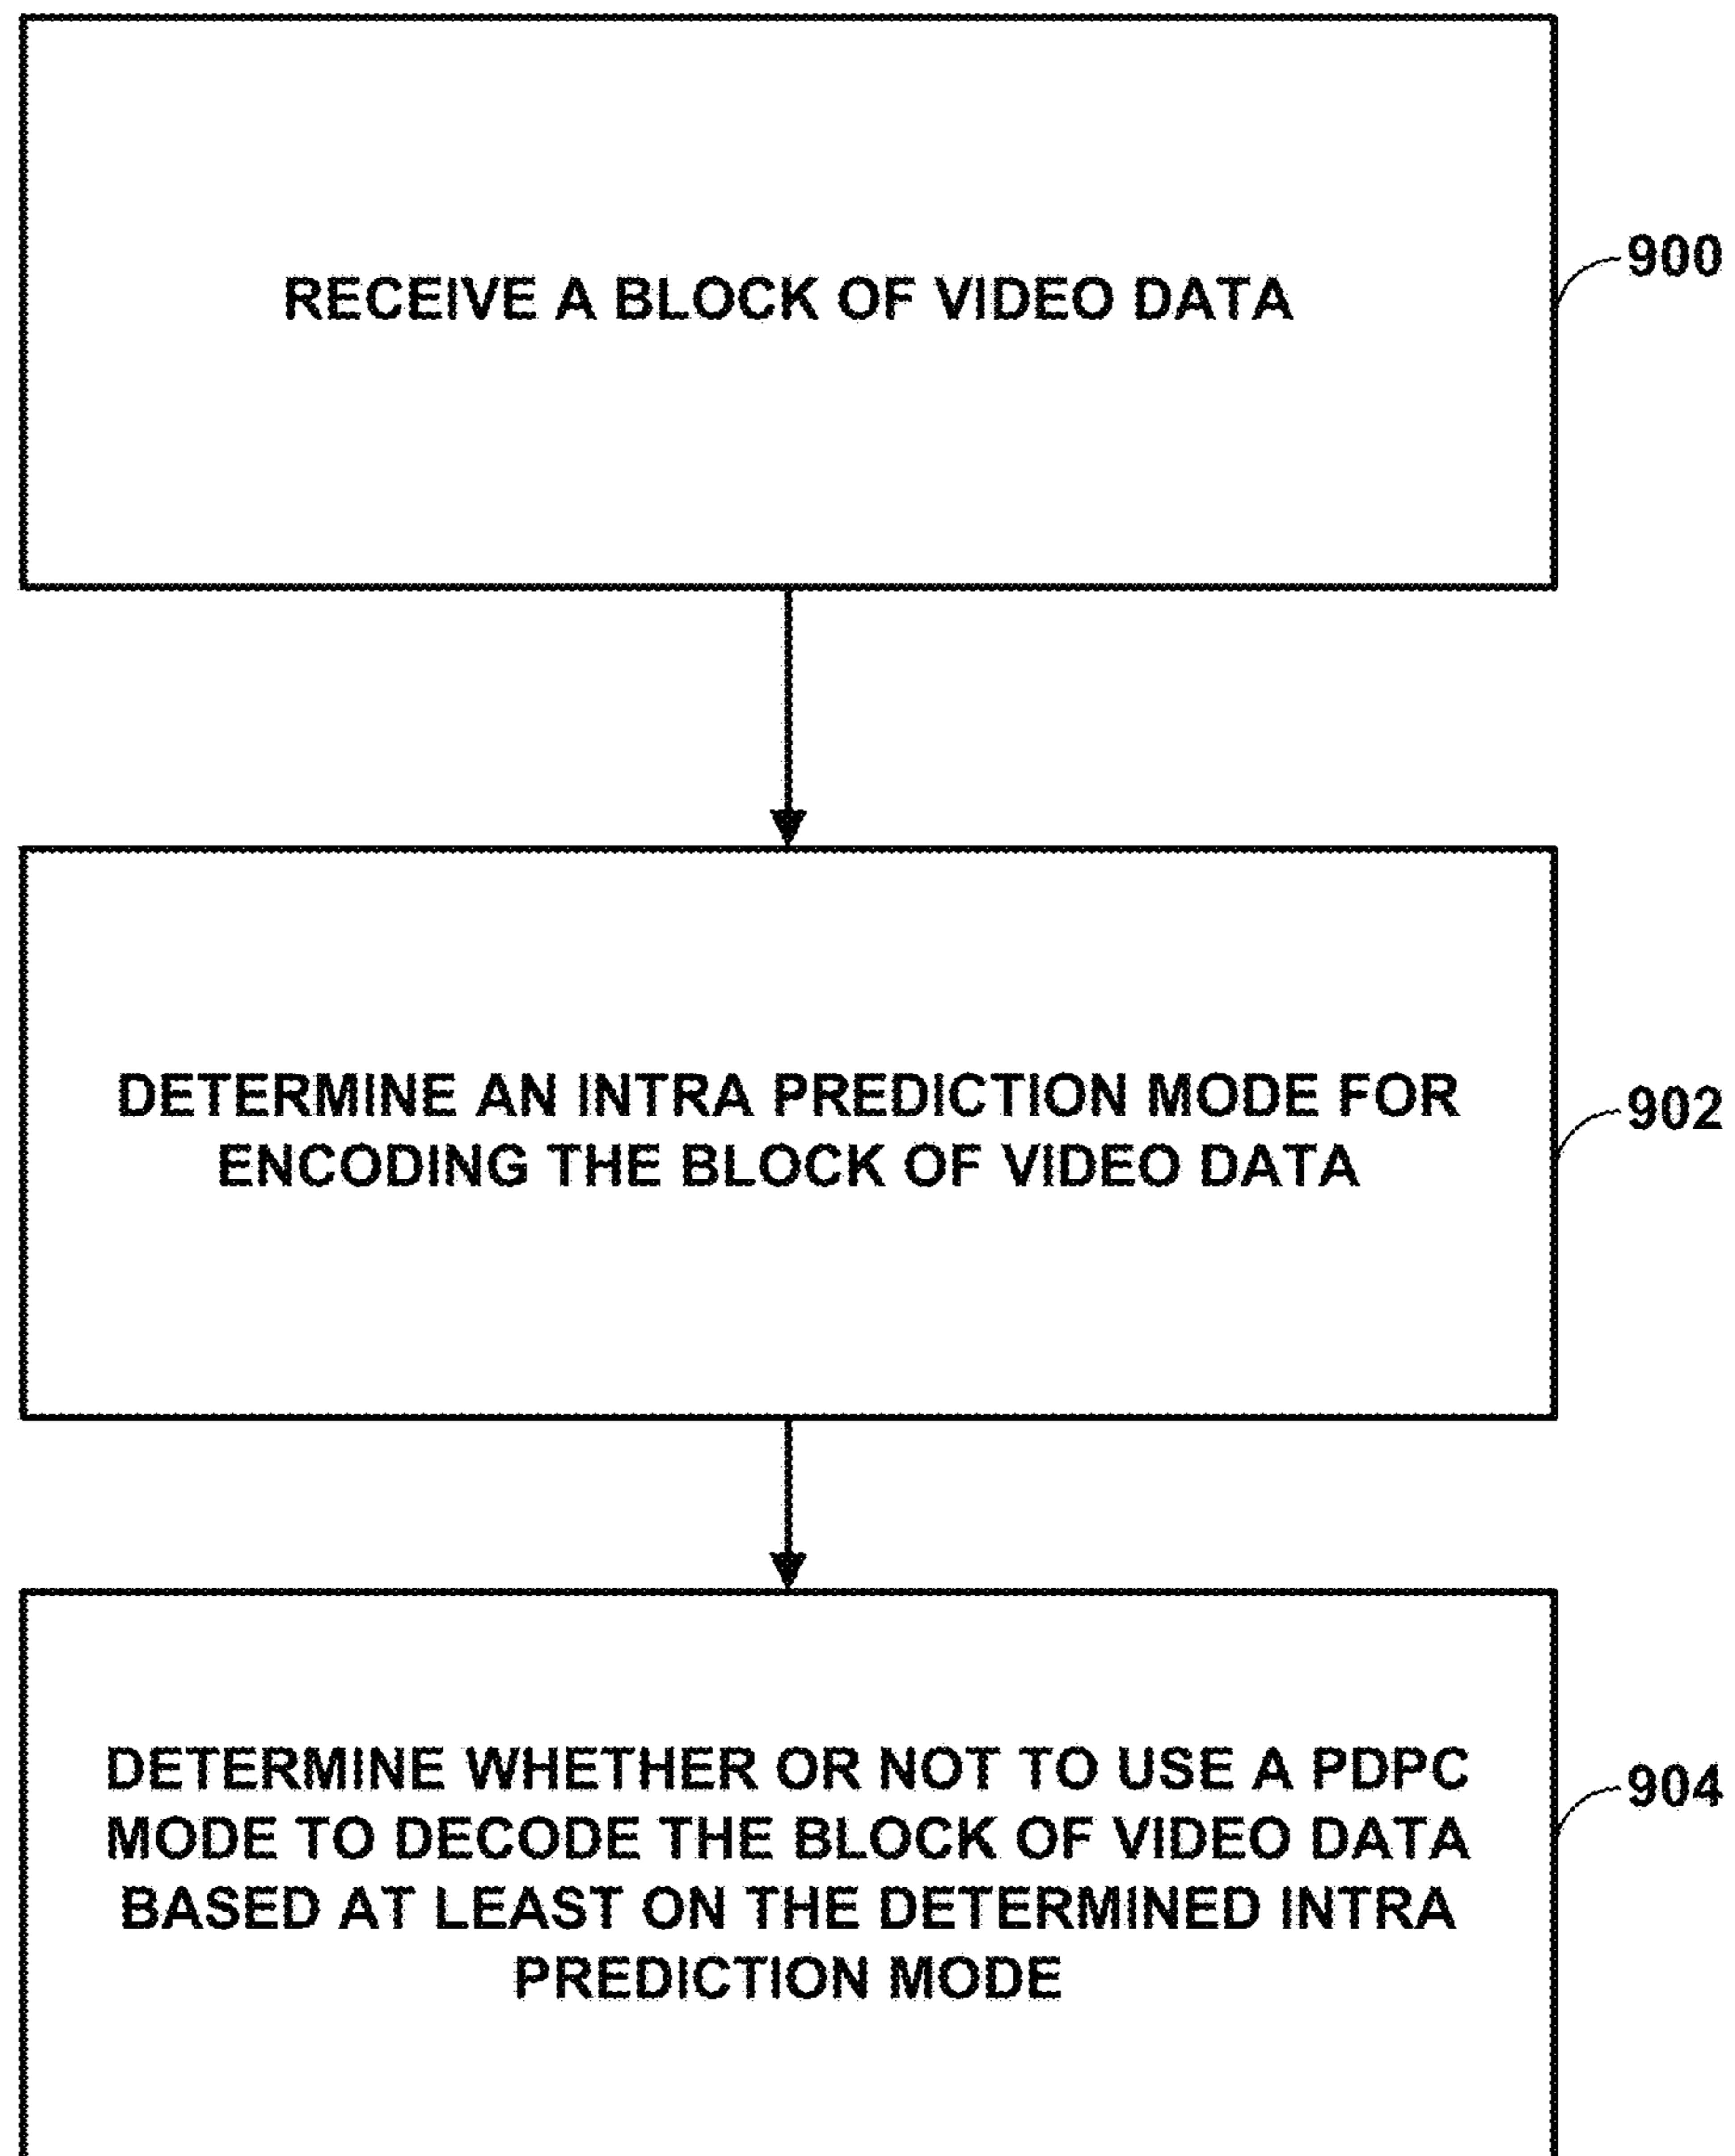 RECEIVE A BLOCK OF VIDEO DATA
900
DETERMINE AN INTRA PREDICTION MODE FOR
ENCODING THE BLOCK OF VIDEO DATA
902
DETERMINE WHETHER OR NOT TO USE A PDPC
MODE TO DECODE THE BLOCK OF VIDEO DATA
BASED AT LEAST ON THE DETERMINED INTRA
PREDICTION MODE
904